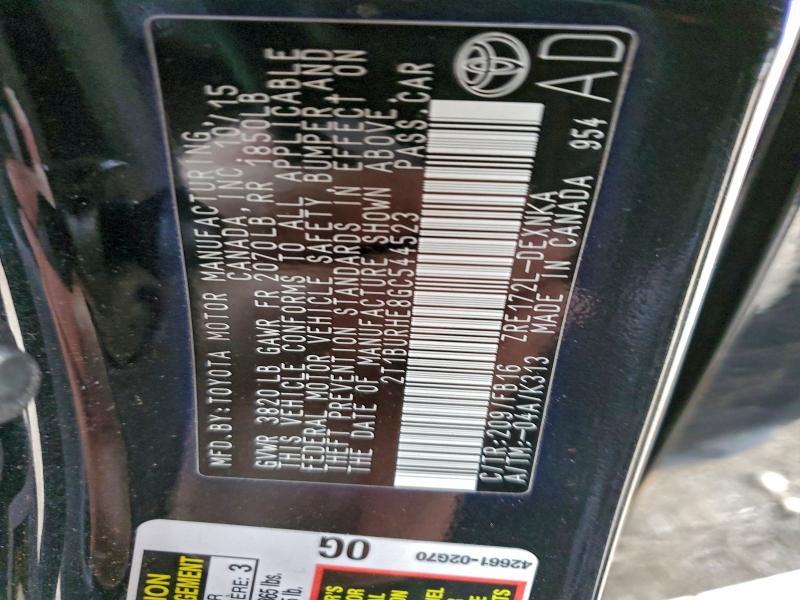 MFD.BY:TOYOTA MOTOR MANUFACTURING,
CANADA, INC 10/15
GVWR 3820 LB GAWR FR 2070LB RR 1850LB
THIS VEHICLE CONFORMS TO ALL APPLICABLE
FEDERAL MOTOR VEHICLE SAFETY, BUMPER, AND
THEFT PREVENTION STANDARDS IN EFFECT ON
THE DATE OF MANUFACTURE SHOWN ABOVE.
2T1BURHE8GC544523 PASS.CAR
C/TR:209/FB16 ZRE172L-DEXNKA
A/TM:-04A/K313 MADE IN CANADA 954
AD
OG
42661-02G70